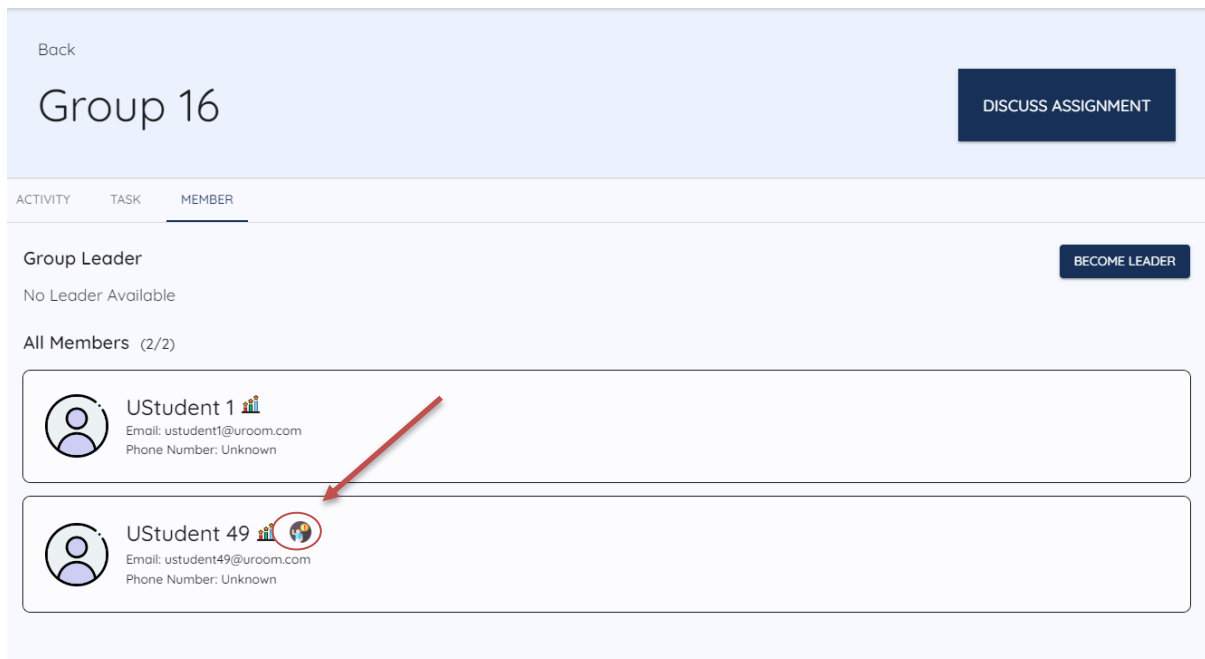 Back
Group 16
DISCUSS ASSIGNMENT
ACTIVITY TASK MEMBER
Group Leader
BECOME LEADER
No Leader Available
All Members (2/2)
UStudent 1
Email: ustudent1@uroom.com
Phone Number: Unknown
UStudent 49
Email: ustudent49@uroom.com
Phone Number: Unknown